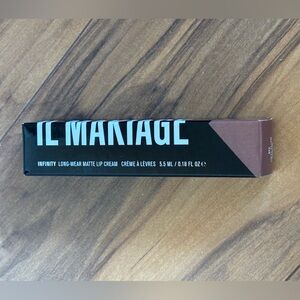 IL MAKIAGE
INFINITY LONG-WEAR MATTE LIP CREAM CRÈME À LÈVRES 5.5 ML / 0.18 FL OZ ℮